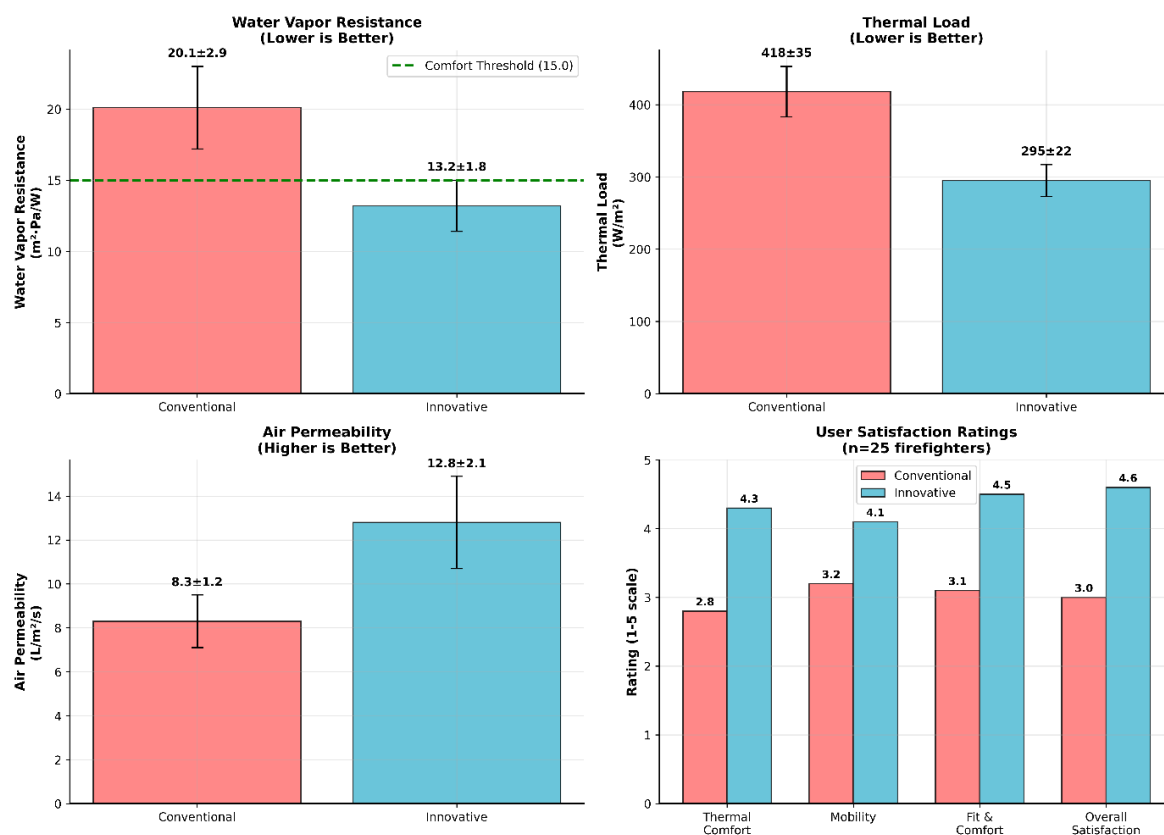 Water Vapor Resistance
(Lower is Better)
20.1±2.9
13.2±1.8
Comfort Threshold (15.0)
Water Vapor Resistance
(m²·Pa/W)
20
15
10
5
0
Conventional
Innovative
Thermal Load
(Lower is Better)
418±35
295±22
Thermal Load
(W/m²)
400
300
200
100
0
Conventional
Innovative
Air Permeability
(Higher is Better)
8.3±1.2
12.8±2.1
Air Permeability
(L/m²/s)
14
12
10
8
6
4
2
0
Conventional
Innovative
User Satisfaction Ratings
(n=25 firefighters)
Conventional
Innovative
2.8
4.3
3.2
4.1
3.1
4.5
3.0
4.6
Rating (1-5 scale)
5
4
3
2
1
0
Thermal
Comfort
Mobility
Fit &
Comfort
Overall
Satisfaction